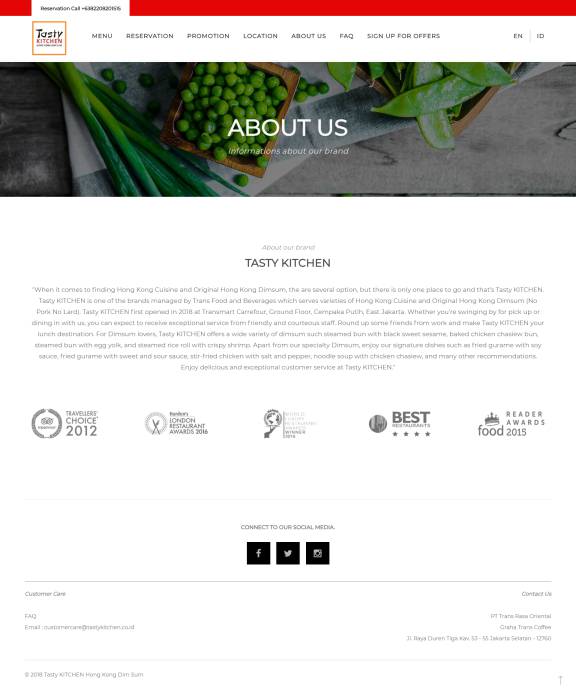 Reservation Call +6382208201515
Tasty
KITCHEN
MENU RESERVATION PROMOTION LOCATION ABOUT US FAQ SIGN UP FOR OFFERS EN ID
ABOUT US
Informations about our brand
About our brand
TASTY KITCHEN
"When it comes to finding Hong Kong Cuisine and Original Hong Kong Dimsum, the are several option, but there is only one place to go and that's Tasty KITCHEN.
Tasty KITCHEN is one of the brands managed by Trans Food and Beverages which serves varieties of Hong Kong Cuisine and Original Hong Kong Dimsum (No
Pork No Lard). Tasty KITCHEN first opened in 2018 at Transmart Carrefour, Ground Floor, Cempaka Putih, East Jakarta. Whether you're swinging by for pick up or
dining in with us, you can expect to receive exceptional service from friendly and courteous staff. Round up some friends from work and make Tasty KITCHEN your
lunch destination. For Dimsum lovers, Tasty KITCHEN offers a wide variety of dimsum such as steamed bun with black sweet sesame, baked chicken chasiew bun,
steamed bun with egg yolk, and steamed rice roll with crispy shrimp. Apart from our specialty Dimsum, enjoy our signature dishes such as fried gurame with soy
sauce, fried gurame with sweet and sour sauce, stir-fried chicken with salt and pepper, noodle soup with chicken chasiew, and many other recommendations.
Enjoy delicious and exceptional customer service at Tasty KITCHEN."
TRAVELLERS'
CHOICE
2012
LONDON
RESTAURANT
AWARDS 2016
WORLD
LUXURY
RESTAURANT
AWARDS
WINNER
BEST
RESTAURANTS
READER
AWARDS
food 2015
CONNECT TO OUR SOCIAL MEDIA.
Customer Care
Contact Us
FAQ
PT Trans Rasa Oriental
Email : customercare@tastykitchen.co.id
Graha Trans Coffee
Jl. Raya Duren Tiga Kav. 53 - 55 Jakarta Selatan - 12760
© 2018 Tasty KITCHEN Hong Kong Dim Sum